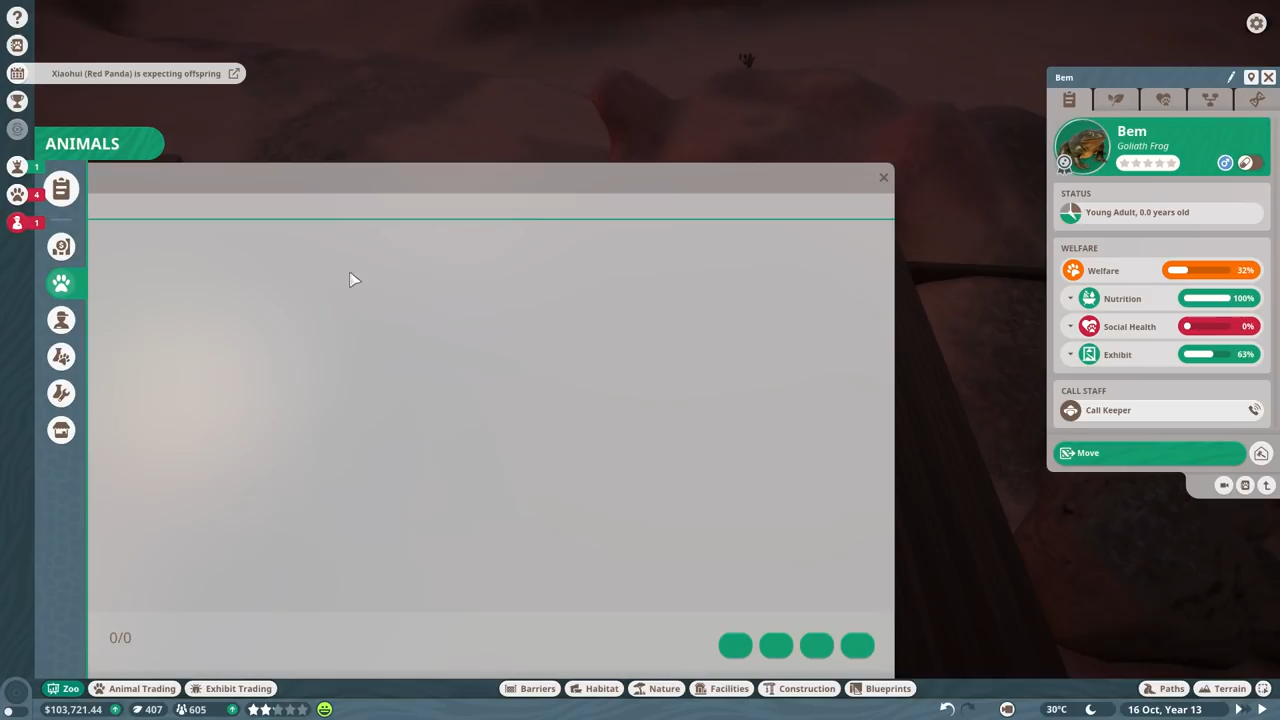 Xiaohui (Red Panda) is expecting offspring
ANIMALS
1
4
1
0/0
Bem
Bem
Goliath Frog
STATUS
Young Adult, 0.0 years old
WELFARE
Welfare 32%
Nutrition 100%
Social Health 0%
Exhibit 63%
CALL STAFF
Call Keeper
Move
Zoo Animal Trading Exhibit Trading Barriers Habitat Nature Facilities Construction Blueprints Paths Terrain
$103,721.44 407 605 30°C 16 Oct, Year 13